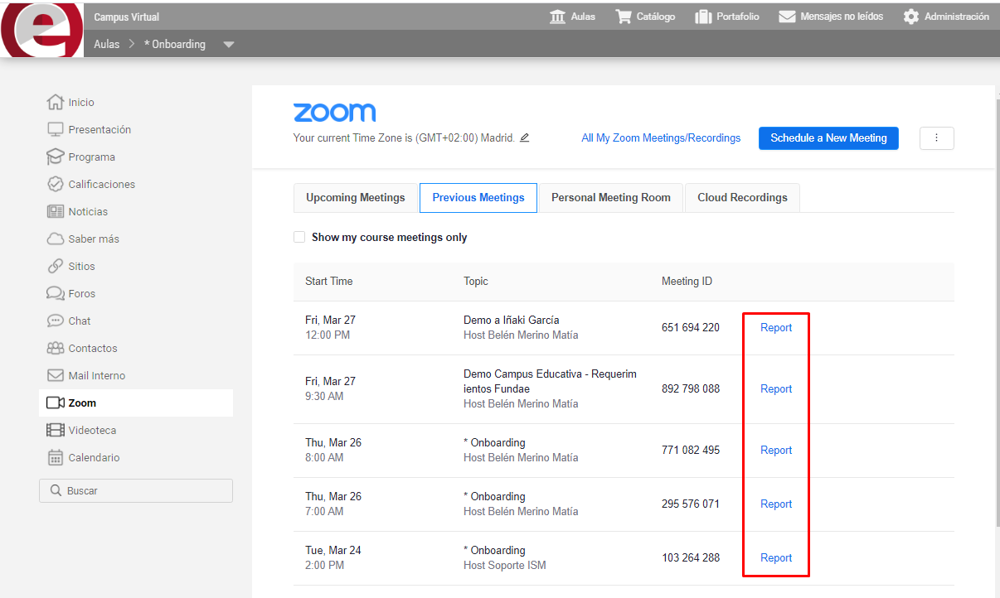 Campus Virtual
Aulas
Catálogo
Portafolio
Mensajes no leídos
Administración
Aulas > * Onboarding
Inicio
Presentación
Programa
Calificaciones
Noticias
Saber más
Sitios
Foros
Chat
Contactos
Mail Interno
Zoom
Videoteca
Calendario
Buscar
zoom
Your current Time Zone is (GMT+02:00) Madrid.
All My Zoom Meetings/Recordings
Schedule a New Meeting
Upcoming Meetings
Previous Meetings
Personal Meeting Room
Cloud Recordings
Show my course meetings only
Start Time Topic Meeting ID
Fri, Mar 27
12:00 PM
Demo a Iñaki García
Host Belén Merino Matía
651 694 220
Report
Fri, Mar 27
9:30 AM
Demo Campus Educativa - Requerim
ientos Fundae
Host Belén Merino Matía
892 798 088
Report
Thu, Mar 26
8:00 AM
* Onboarding
Host Belén Merino Matía
771 082 495
Report
Thu, Mar 26
7:00 AM
* Onboarding
Host Belén Merino Matía
295 576 071
Report
Tue, Mar 24
2:00 PM
* Onboarding
Host Soporte ISM
103 264 288
Report